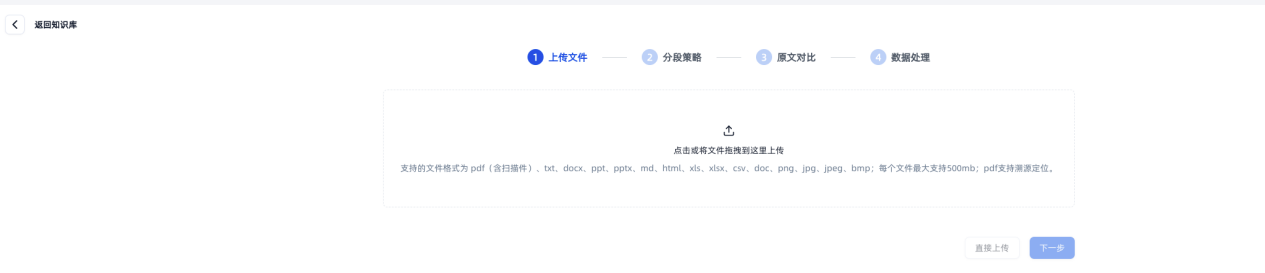 返回知识库
1 上传文件 2 分段策略 3 原文对比 4 数据处理
点击或将文件拖拽到这里上传
支持的文件格式为 pdf（含扫描件）、txt、docx、ppt、pptx、md、html、xls、xlsx、csv、doc、png、jpg、jpeg、bmp；每个文件最大支持500mb；pdf支持溯源定位。
直接上传 下一步